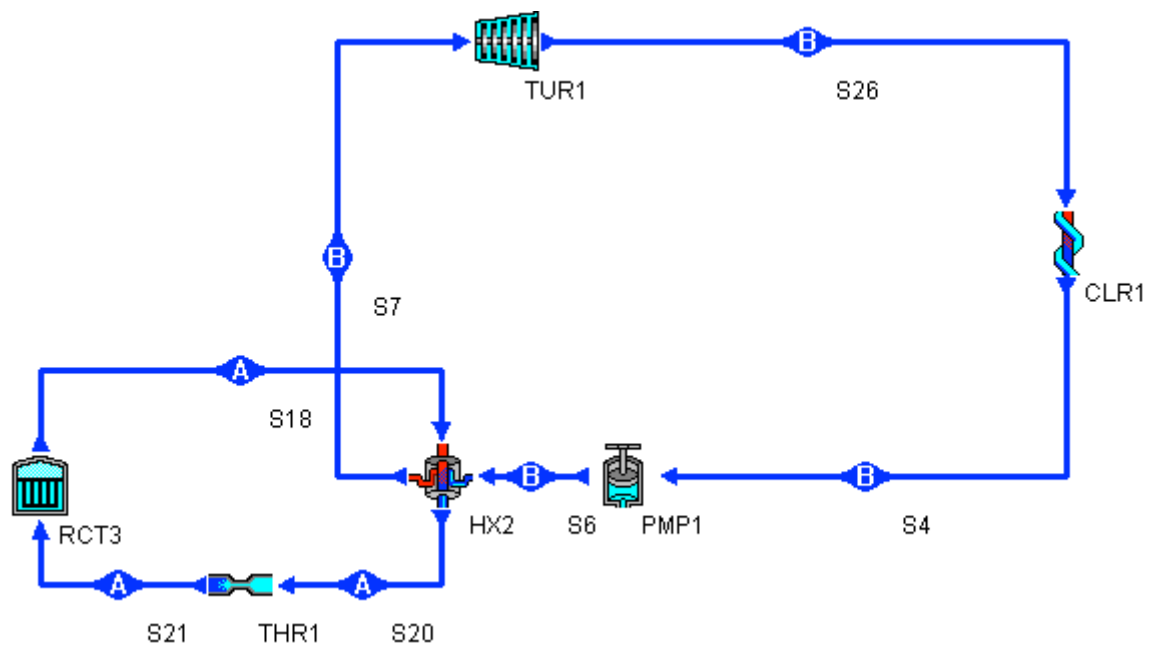 B
TUR1
S26
B
CLR1
S7
A
S18
B
B
RCT3
HX2
S6
PMP1
S4
A
A
S21
THR1
S20